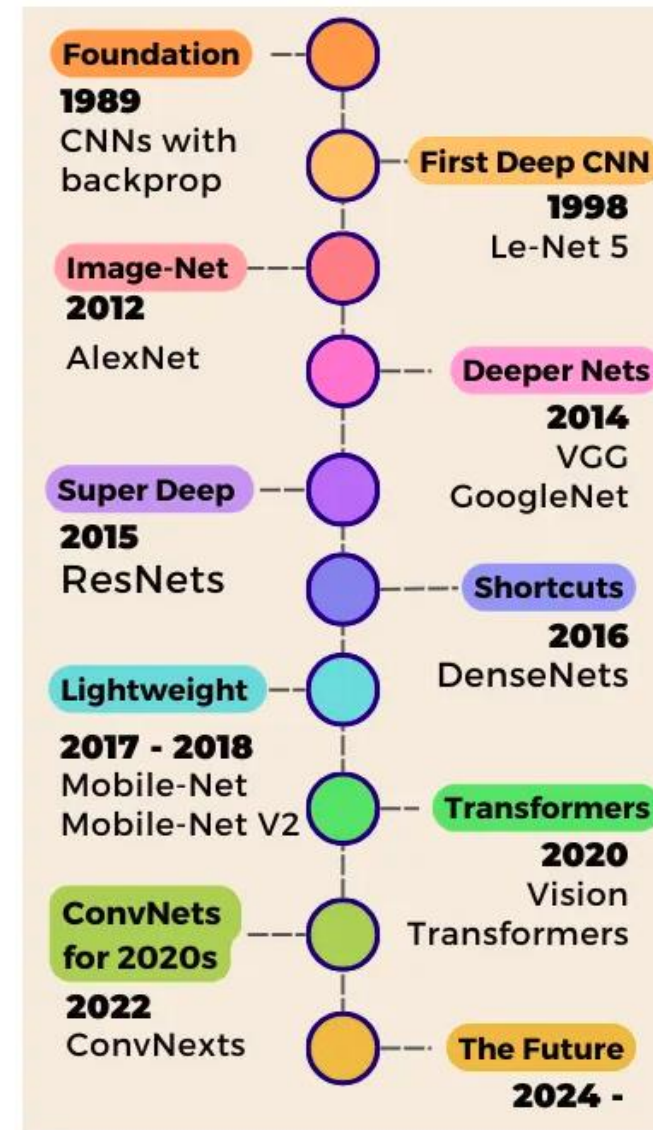 Foundation
1989
CNNs with
backprop
First Deep CNN
1998
Le-Net 5
Image-Net
2012
AlexNet
Deeper Nets
2014
VGG
GoogleNet
Super Deep
2015
ResNets
Shortcuts
2016
DenseNets
Lightweight
2017 - 2018
Mobile-Net
Mobile-Net V2
Transformers
2020
Vision
Transformers
ConvNets
for 2020s
2022
ConvNexts
The Future
2024 -